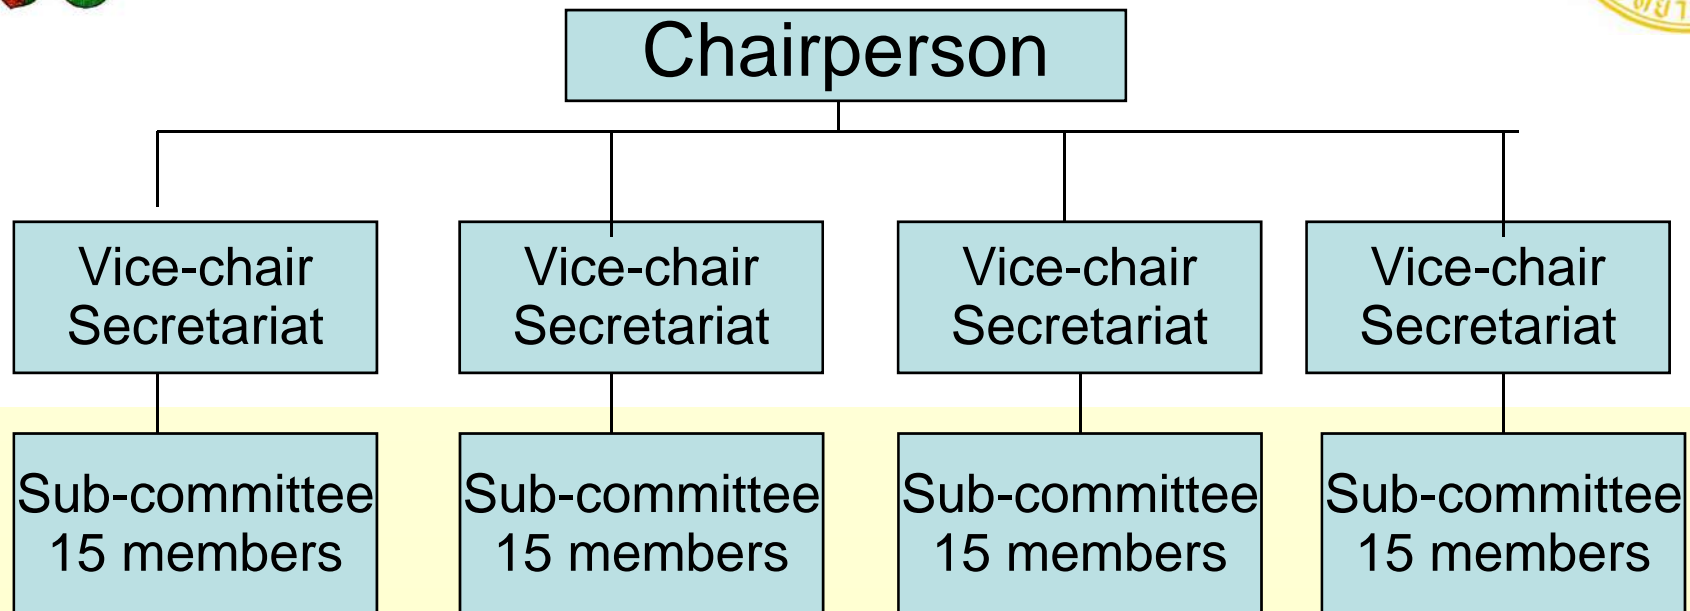 Chairperson
Vice-chair
Secretariat
Vice-chair
Secretariat
Vice-chair
Secretariat
Vice-chair
Secretariat
Sub-committee
15 members
Sub-committee
15 members
Sub-committee
15 members
Sub-committee
15 members